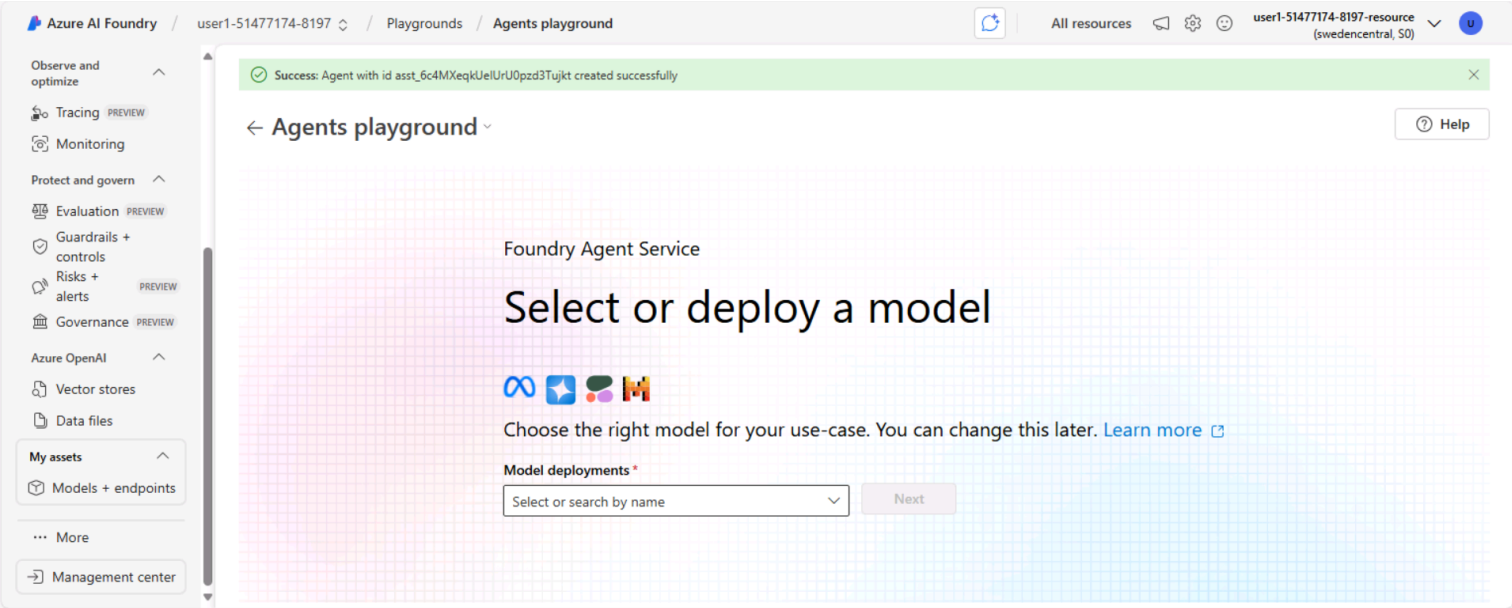 Azure AI Foundry / user1-51477174-8197 / Playgrounds / Agents playground
All resources
user1-51477174-8197-resource
(swedencentral, S0)
U
Observe and
optimize
Tracing PREVIEW
Monitoring
Protect and govern
Evaluation PREVIEW
Guardrails +
controls
Risks +
alerts PREVIEW
Governance PREVIEW
Azure OpenAI
Vector stores
Data files
My assets
Models + endpoints
More
Management center
Success: Agent with id asst_6c4MXeqkUeIUrU0pzd3Tujkt created successfully
Agents playground
Help
Foundry Agent Service
Select or deploy a model
Choose the right model for your use-case. You can change this later. Learn more
Model deployments *
Select or search by name
Next